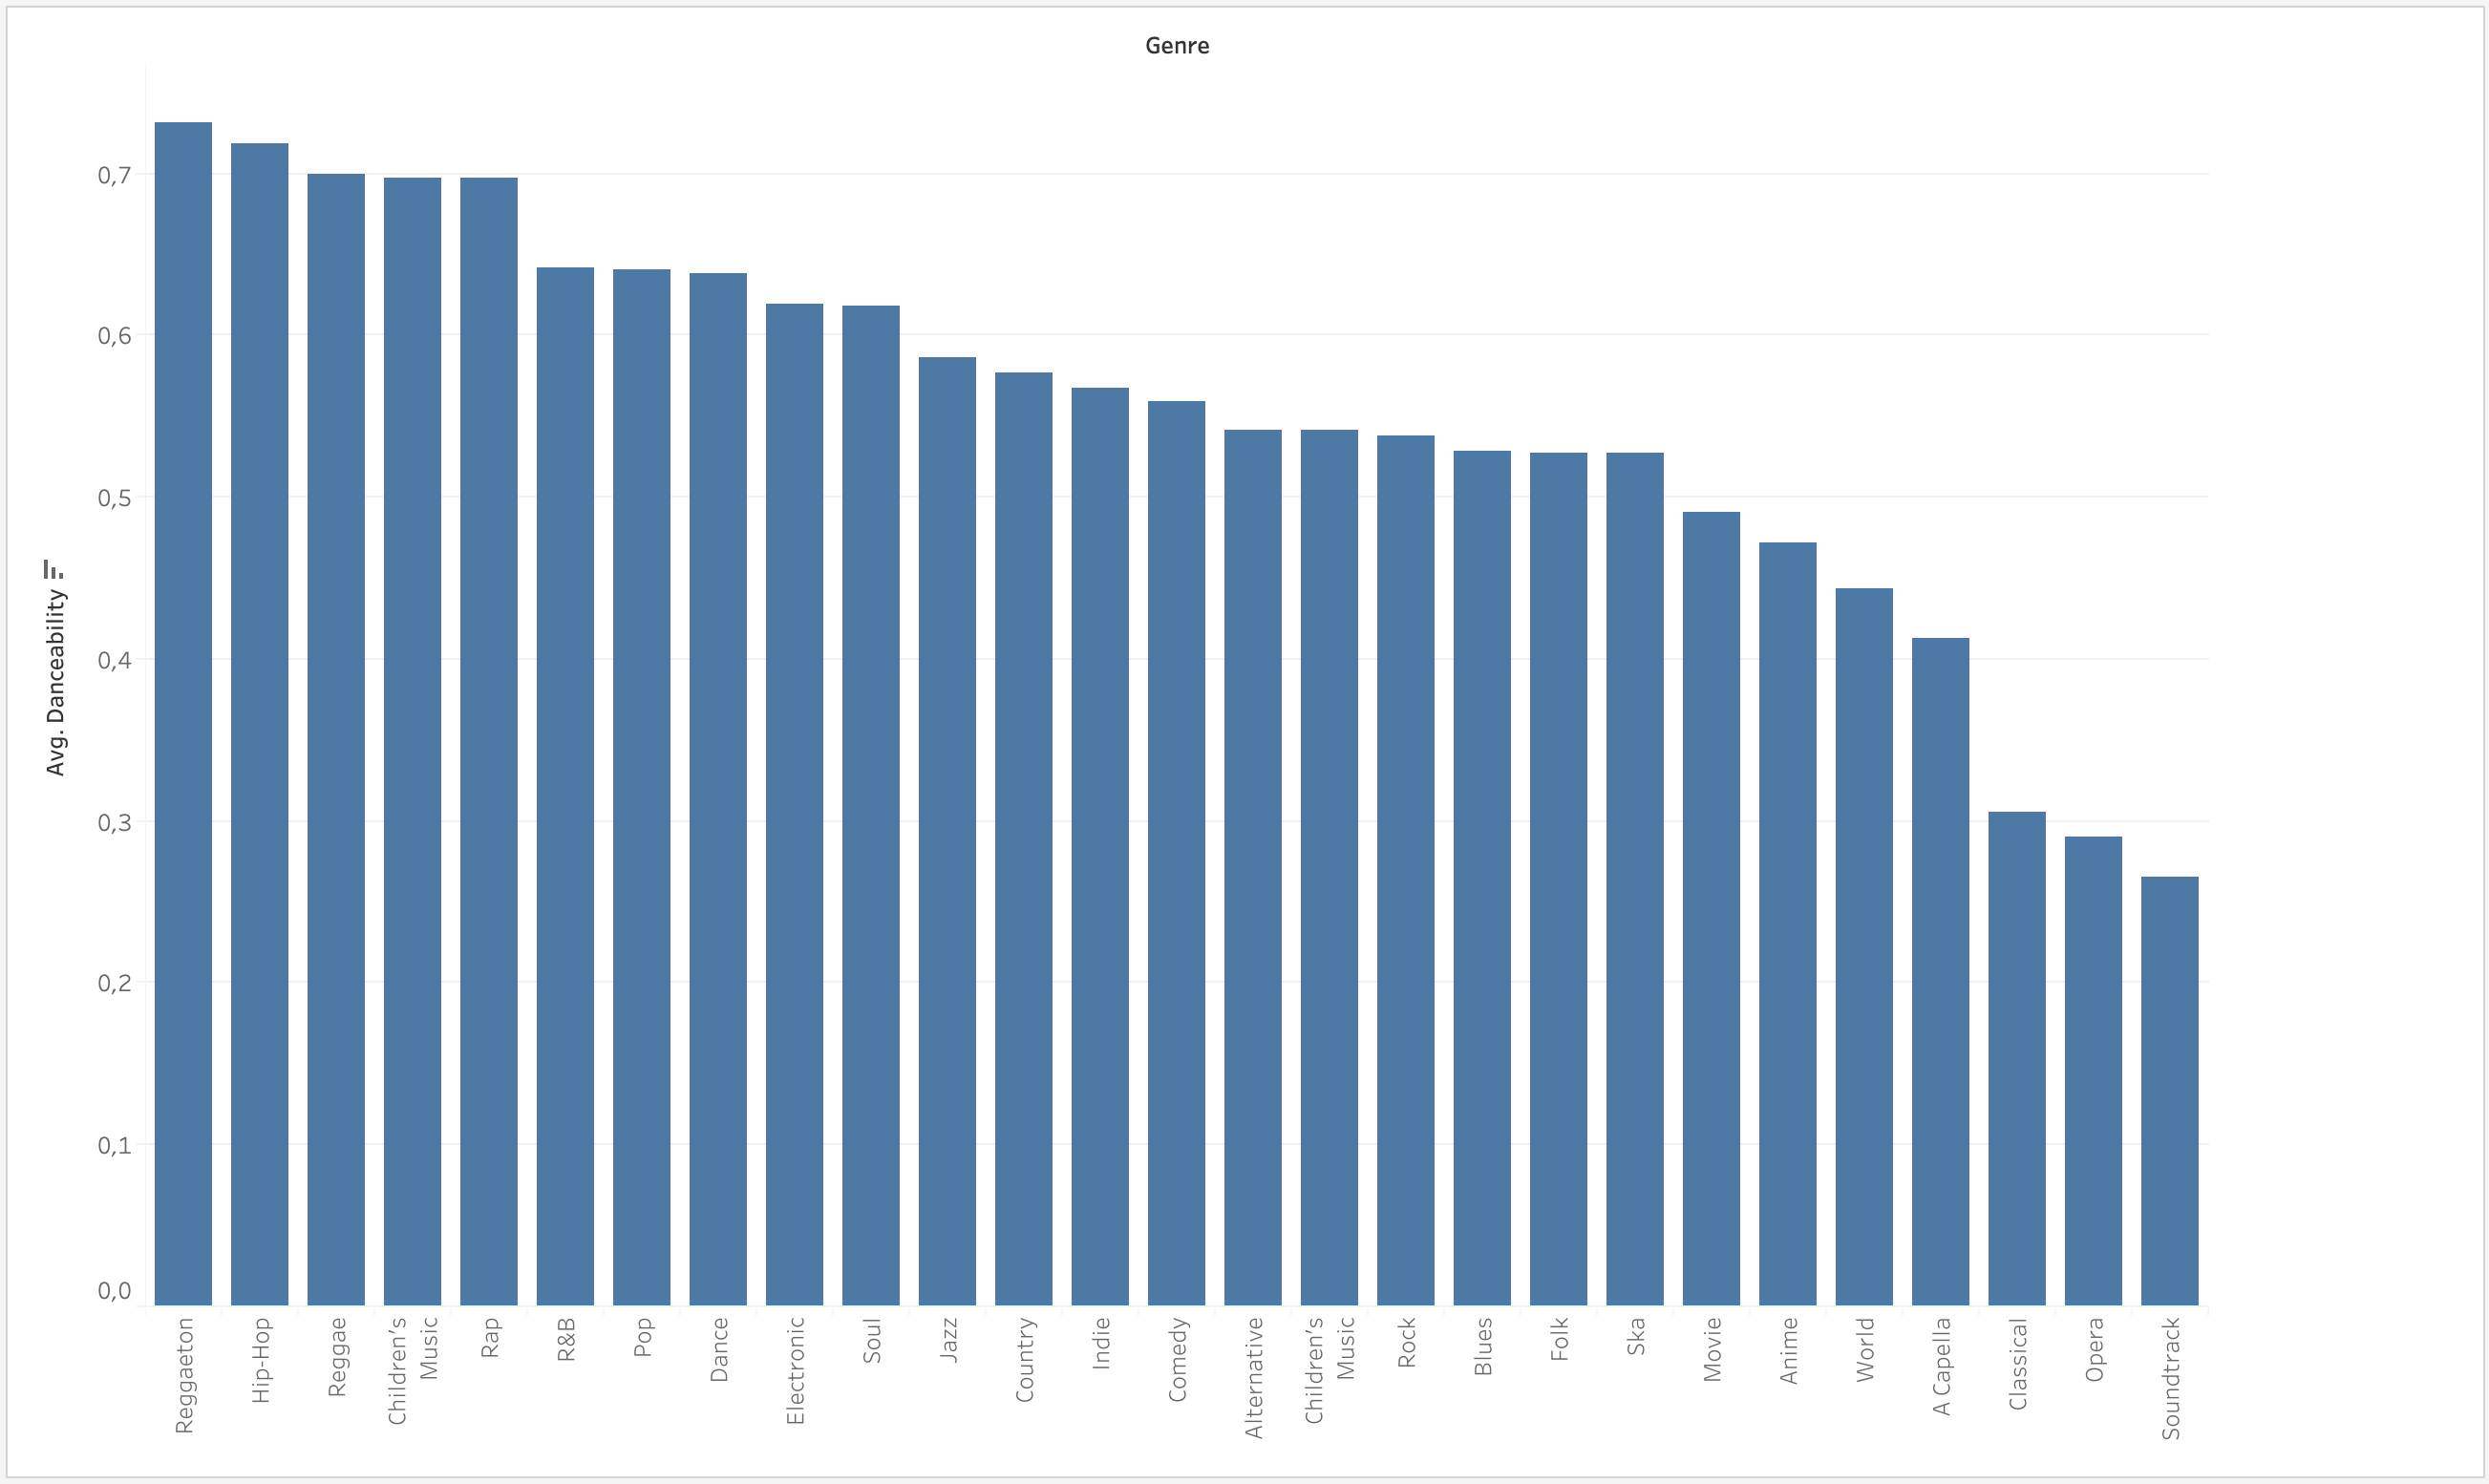 Genre
Avg. Danceability
0,7
0,6
0,5
0,4
0,3
0,2
0,1
0,0
Reggaeton
Hip-Hop
Reggae
Children’s
Music
Rap
R&B
Pop
Dance
Electronic
Soul
Jazz
Country
Indie
Comedy
Alternative
Children’s
Music
Rock
Blues
Folk
Ska
Movie
Anime
World
A Capella
Classical
Opera
Soundtrack